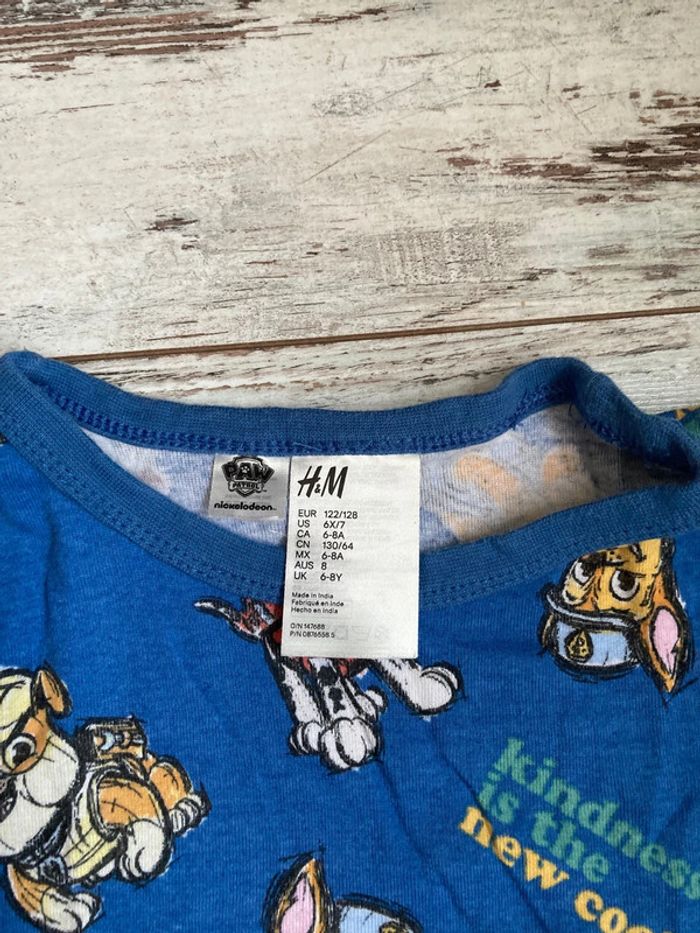 PAW
PATROL
nickelodeon
H&M
EUR 122/128
US 6X/7
CA 6-8A
CN 130/64
MX 6-8A
AUS 8
UK 6-8Y
Made in India
Fabriqué en Inde
Hecho en India
O/N 147688
P/N 0876558.5
kindness
is the
new